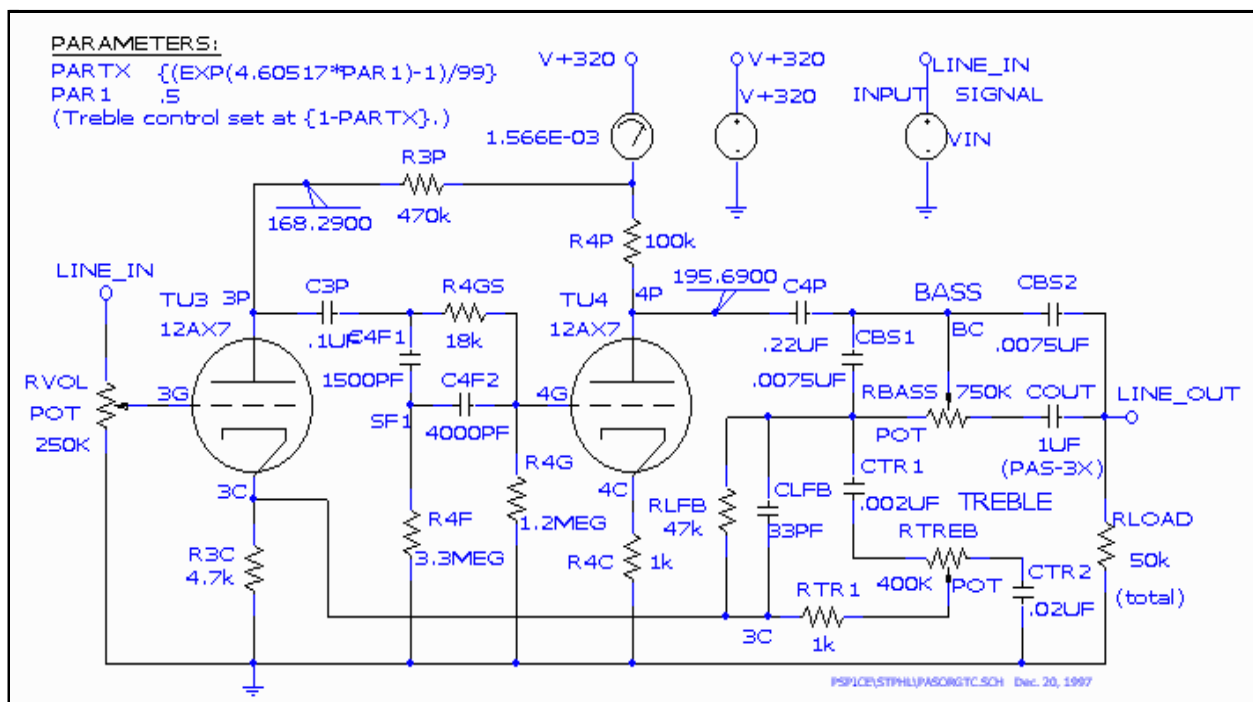 PARAMETERS:
PARTX {(EXP(4.60517*PAR1)-1)/99}
PAR1 .5
(Treble control set at {1-PARTX}.)
V+320
V+320
LINE_IN
V+320
INPUT SIGNAL
1.566E-03
VIN
R3P
168.2900
470k
R4P
100k
LINE_IN
195.6900
TU3
3P
C3P
R4GS
TU4
4P
C4P
BASS
CBS2
12AX7
.1UF
C4F1
18k
12AX7
BC
.22UF
CBS1
.0075UF
RVOL
1500PF
.0075UF
POT
3G
C4F2
4G
RBASS
750K
COUT
LINE_OUT
250K
SF1
4000PF
POT
1UF
R4G
CTR1
(PAS-3X)
3C
4C
RLFB
CLFB
.002UF
TREBLE
R4F
1.2MEG
47k
RLOAD
R3C
3.3MEG
R4C
1k
33PF
RTREB
50k
4.7k
400K
POT
CTR2
(total)
RTR1
.02UF
3C
1k
PSPICE\STPHL\PASORGTC.SCH Dec. 20, 1997